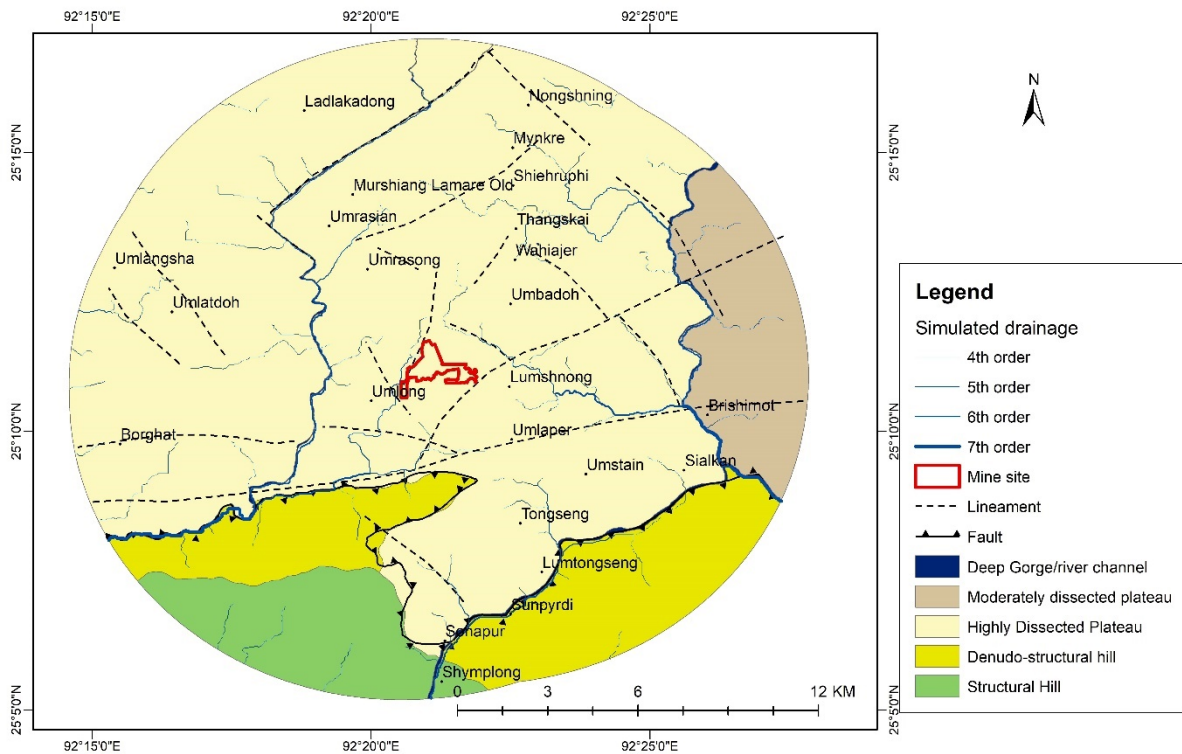 92°15'0"E 92°20'0"E 92°25'0"E
N
25°15'0"N 25°15'0"N
25°10'0"N 25°10'0"N
25°5'0"N 25°5'0"N
Ladlakadong
Nongshning
Mynkre
Shiehruphi
Murshiang Lamare Old
Umrasian
Thangskai
Wahiajer
Umlangsha
Umrasong
Umlatdoh
Umbadoh
Lumshnong
Umlong
Brishimot
Borghat
Umlaper
Umstain
Sialkan
Tongseng
Lumtongseng
Sunpyrdi
Sonapur
Shymplong
0 3 6 12 KM
92°15'0"E 92°20'0"E 92°25'0"E
Legend
Simulated drainage
4th order
5th order
6th order
7th order
Mine site
Lineament
Fault
Deep Gorge/river channel
Moderately dissected plateau
Highly Dissected Plateau
Denudo-structural hill
Structural Hill